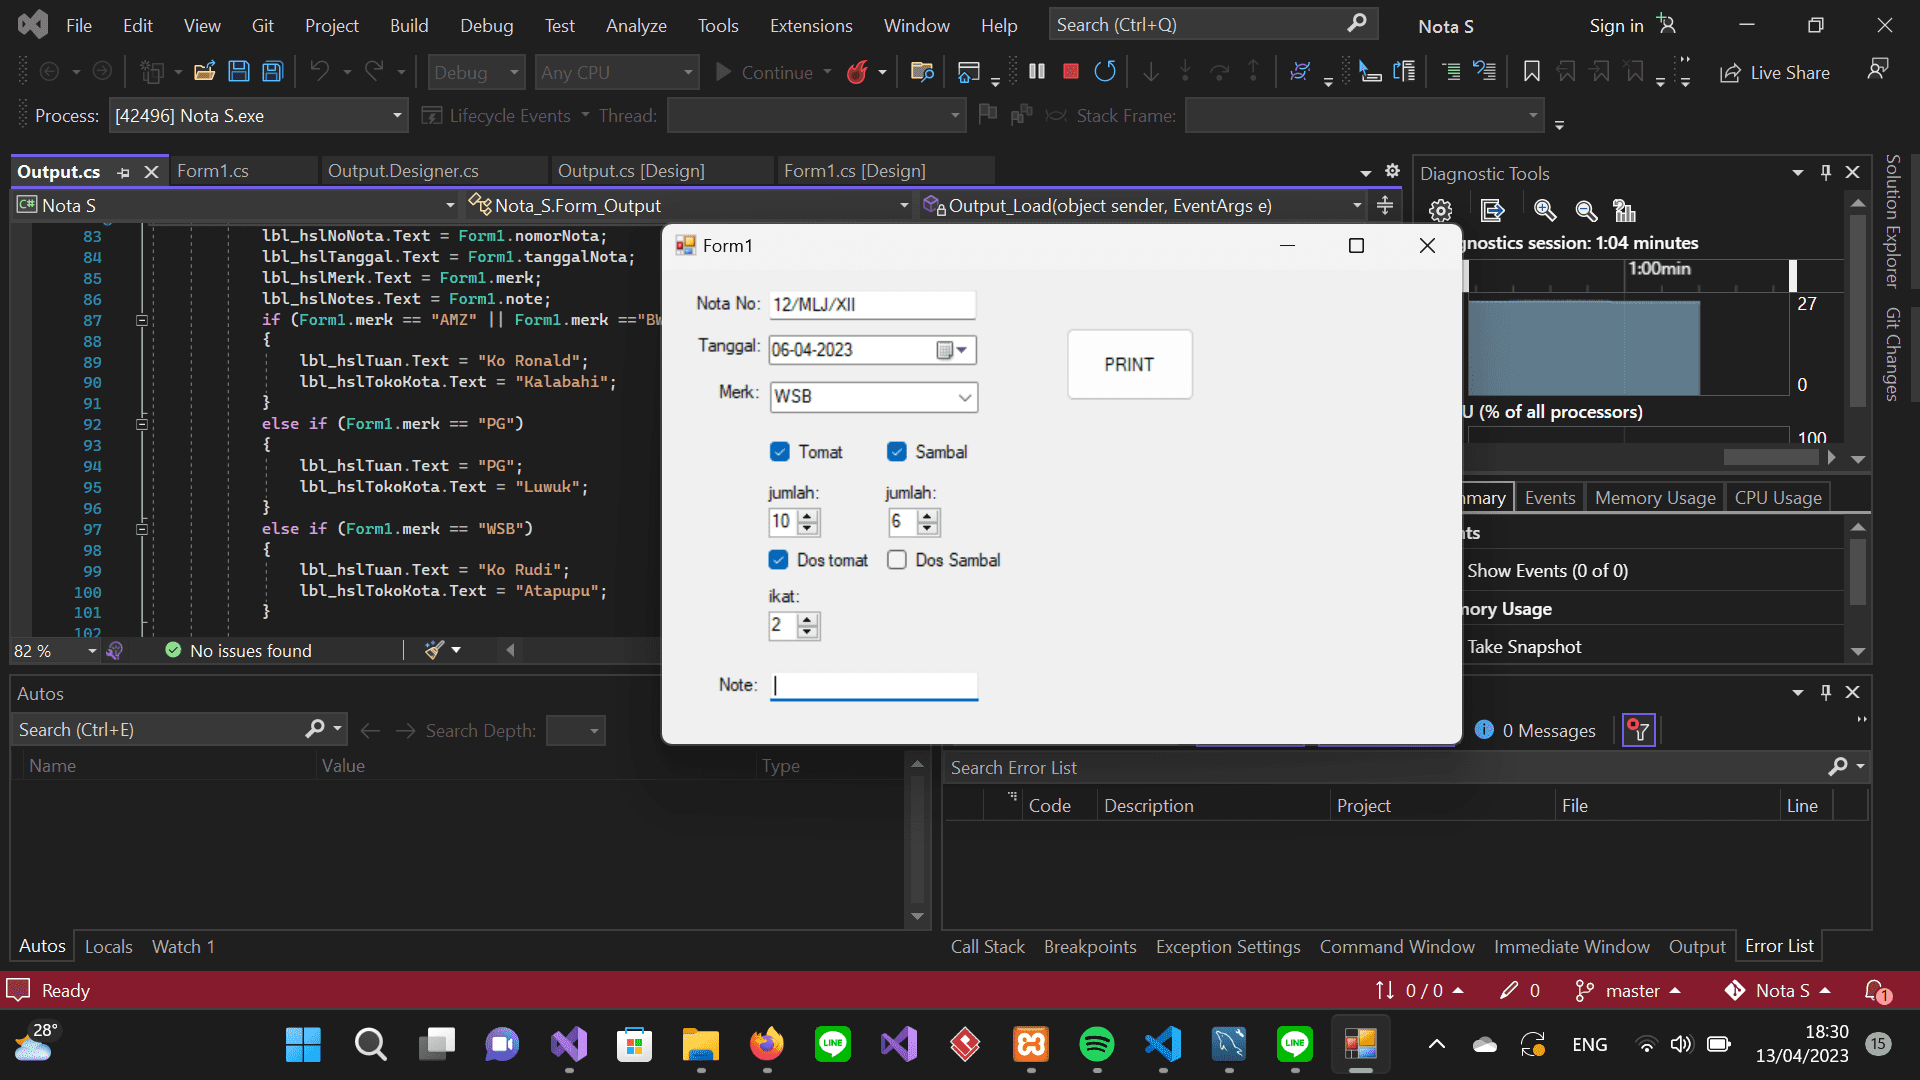 File Edit View Git Project Build Debug Test Analyze Tools Extensions Window Help Search (Ctrl+Q) Nota S Sign in
Debug Any CPU Continue Live Share
Process: [42496] Nota S.exe Lifecycle Events Thread: Stack Frame:
Output.cs Form1.cs Output.Designer.cs Output.cs [Design] Form1.cs [Design]
C# Nota S Nota_S.Form_Output Output_Load(object sender, EventArgs e)
83 lbl_hslNoNota.Text = Form1.nomorNota;
84 lbl_hslTanggal.Text = Form1.tanggalNota;
85 lbl_hslMerk.Text = Form1.merk;
86 lbl_hslNotes.Text = Form1.note;
87 if (Form1.merk == "AMZ" || Form1.merk =="BW
88 {
89 lbl_hslTuan.Text = "Ko Ronald";
90 lbl_hslTokoKota.Text = "Kalabahi";
91 }
92 else if (Form1.merk == "PG")
93 {
94 lbl_hslTuan.Text = "PG";
95 lbl_hslTokoKota.Text = "Luwuk";
96 }
97 else if (Form1.merk == "WSB")
98 {
99 lbl_hslTuan.Text = "Ko Rudi";
100 lbl_hslTokoKota.Text = "Atapupu";
101 }
102
82 % No issues found
Form1
Nota No: 12/MLJ/XII
Tanggal: 06-04-2023
PRINT
Merk: WSB
Tomat Sambal
jumlah: jumlah:
10 6
Dos tomat Dos Sambal
ikat:
2
Note:
Diagnostic Tools
gnostics session: 1:04 minutes
1:00min
27
0
U (% of all processors)
100
mmary Events Memory Usage CPU Usage
nts
Show Events (0 of 0)
mory Usage
Take Snapshot
Solution Explorer
Git Changes
Autos
Search (Ctrl+E) Search Depth:
Name Value Type
Autos Locals Watch 1
0 Messages
Search Error List
Code Description Project File Line
Call Stack Breakpoints Exception Settings Command Window Immediate Window Output Error List
Ready 0 / 0 0 master Nota S 1
28°
LINE LINE
ENG 18:30
13/04/2023 15